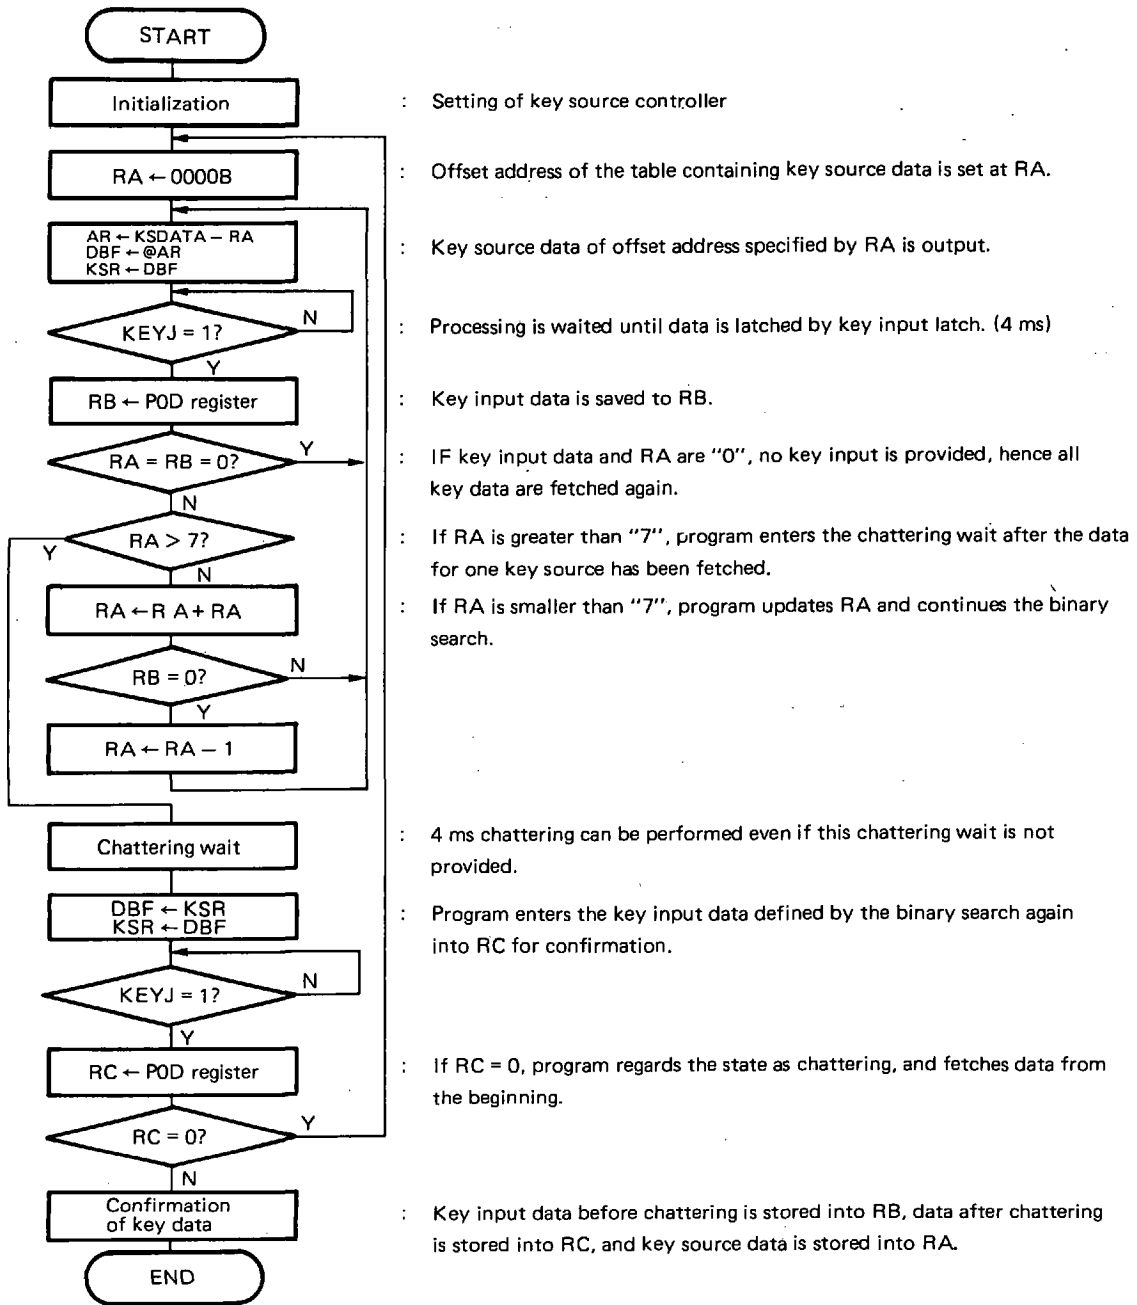 START
Initialization
: Setting of key source controller
RA ← 0000B
: Offset address of the table containing key source data is set at RA.
AR ← KSDATA – RA
DBF ← @AR
KSR ← DBF
: Key source data of offset address specified by RA is output.
KEYJ = 1?
N
: Processing is waited until data is latched by key input latch. (4 ms)
Y
RB ← POD register
: Key input data is saved to RB.
RA = RB = 0?
Y
: IF key input data and RA are "0", no key input is provided, hence all
key data are fetched again.
N
RA > 7?
Y
: If RA is greater than "7", program enters the chattering wait after the data
for one key source has been fetched.
N
RA ← R A + RA
: If RA is smaller than "7", program updates RA and continues the binary
search.
RB = 0?
N
Y
RA ← RA – 1
Chattering wait
: 4 ms chattering can be performed even if this chattering wait is not
provided.
DBF ← KSR
KSR ← DBF
: Program enters the key input data defined by the binary search again
into RC for confirmation.
KEYJ = 1?
N
Y
RC ← POD register
: If RC = 0, program regards the state as chattering, and fetches data from
the beginning.
RC = 0?
Y
N
Confirmation
of key data
: Key input data before chattering is stored into RB, data after chattering
is stored into RC, and key source data is stored into RA.
END